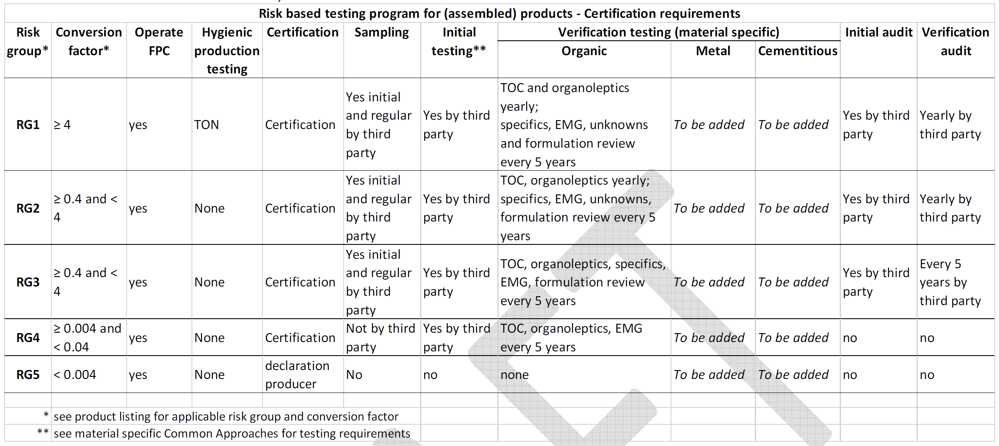 Risk based testing program for (assembled) products - Certification requirements
Risk group* Conversion factor* Operate FPC Hygienic production testing Certification Sampling Initial testing** Verification testing (material specific) Initial audit Verification audit
Organic Metal Cementitious
RG1 ≥ 4 yes TON Certification Yes initial and regular by third party Yes by third party TOC and organoleptics yearly; specifics, EMG, unknowns and formulation review every 5 years To be added To be added Yes by third party Yearly by third party
RG2 ≥ 0.4 and < 4 yes None Certification Yes initial and regular by third party Yes by third party TOC, organoleptics yearly; specifics, EMG, unknowns, formulation review every 5 years To be added To be added Yes by third party Yearly by third party
RG3 ≥ 0.4 and < 4 yes None Certification Yes initial and regular by third party Yes by third party TOC, organoleptics, specifics, EMG, formulation review every 5 years To be added To be added Yes by third party Every 5 years by third party
RG4 ≥ 0.004 and < 0.04 yes None Certification Not by third party Yes by third party TOC, organoleptics, EMG every 5 years To be added To be added no no
RG5 < 0.004 yes None declaration producer No no none To be added To be added no no
* see product listing for applicable risk group and conversion factor
** see material specific Common Approaches for testing requirements